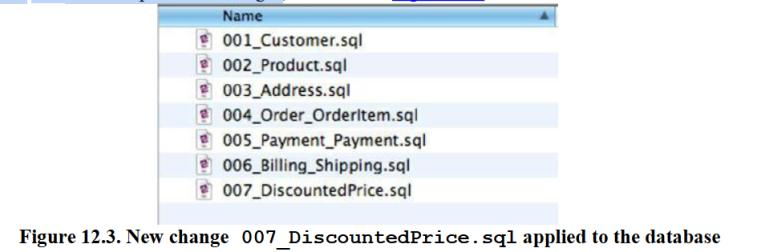 Name
001_Customer.sql
002_Product.sql
003_Address.sql
004_Order_OrderItem.sql
005_Payment_Payment.sql
006_Billing_Shipping.sql
007_DiscountedPrice.sql
Figure 12.3. New change 007_DiscountedPrice.sql applied to the database